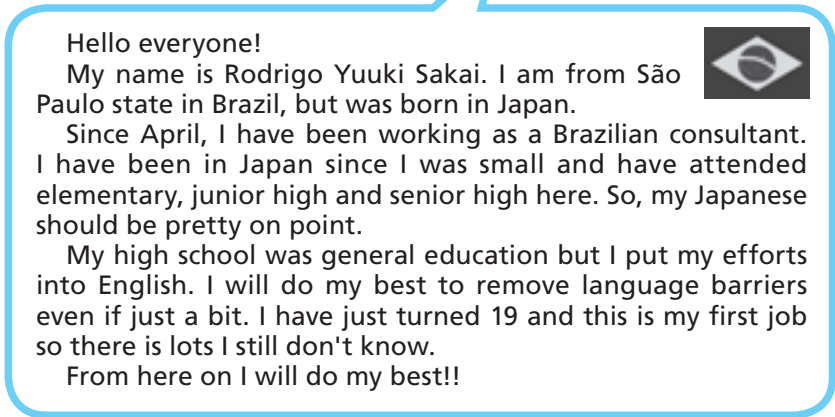 Hello everyone!
My name is Rodrigo Yuuki Sakai. I am from São
Paulo state in Brazil, but was born in Japan.
Since April, I have been working as a Brazilian consultant.
I have been in Japan since I was small and have attended
elementary, junior high and senior high here. So, my Japanese
should be pretty on point.
My high school was general education but I put my efforts
into English. I will do my best to remove language barriers
even if just a bit. I have just turned 19 and this is my first job
so there is lots I still don't know.
From here on I will do my best!!